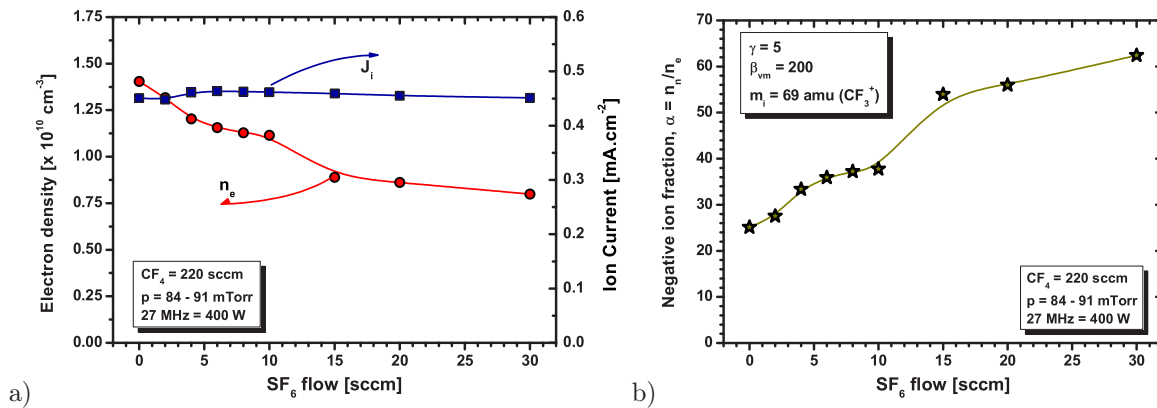 1.75
1.50
1.25
1.00
0.75
0.50
0.25
0.00
Electron density [x 10^10 cm^-3]
0 5 10 15 20 25 30
SF6 flow [sccm]
0.6
0.5
0.4
0.3
0.2
0.1
0.0
Ion Current [mA.cm^-2]
J_i
n_e
CF4 = 220 sccm
p = 84 - 91 mTorr
27 MHz = 400 W
a)
70
60
50
40
30
20
10
0
Negative ion fraction, α = n_n/n_e
0 5 10 15 20 25 30
SF6 flow [sccm]
γ = 5
β_vm = 200
m_i = 69 amu (CF3^+)
CF4 = 220 sccm
p = 84 - 91 mTorr
27 MHz = 400 W
b)